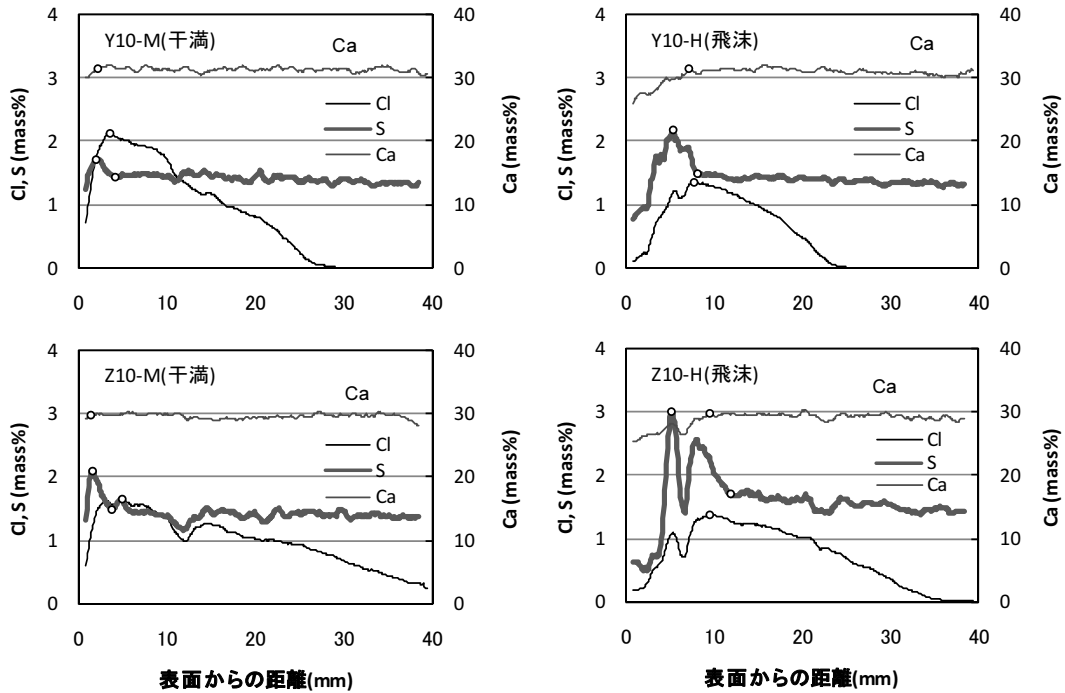 Y10-M(干満)
Ca
Cl
S
Ca
Cl, S (mass%)
Ca (mass%)
4
3
2
1
0
40
30
20
10
0
0
10
20
30
40
Y10-H(飛沫)
Ca
Cl
S
Ca
Cl, S (mass%)
Ca (mass%)
4
3
2
1
0
40
30
20
10
0
0
10
20
30
40
Z10-M(干満)
Ca
Cl
S
Ca
Cl, S (mass%)
Ca (mass%)
4
3
2
1
0
40
30
20
10
0
0
10
20
30
40
表面からの距離(mm)
Z10-H(飛沫)
Ca
Cl
S
Ca
Cl, S (mass%)
Ca (mass%)
4
3
2
1
0
40
30
20
10
0
0
10
20
30
40
表面からの距離(mm)